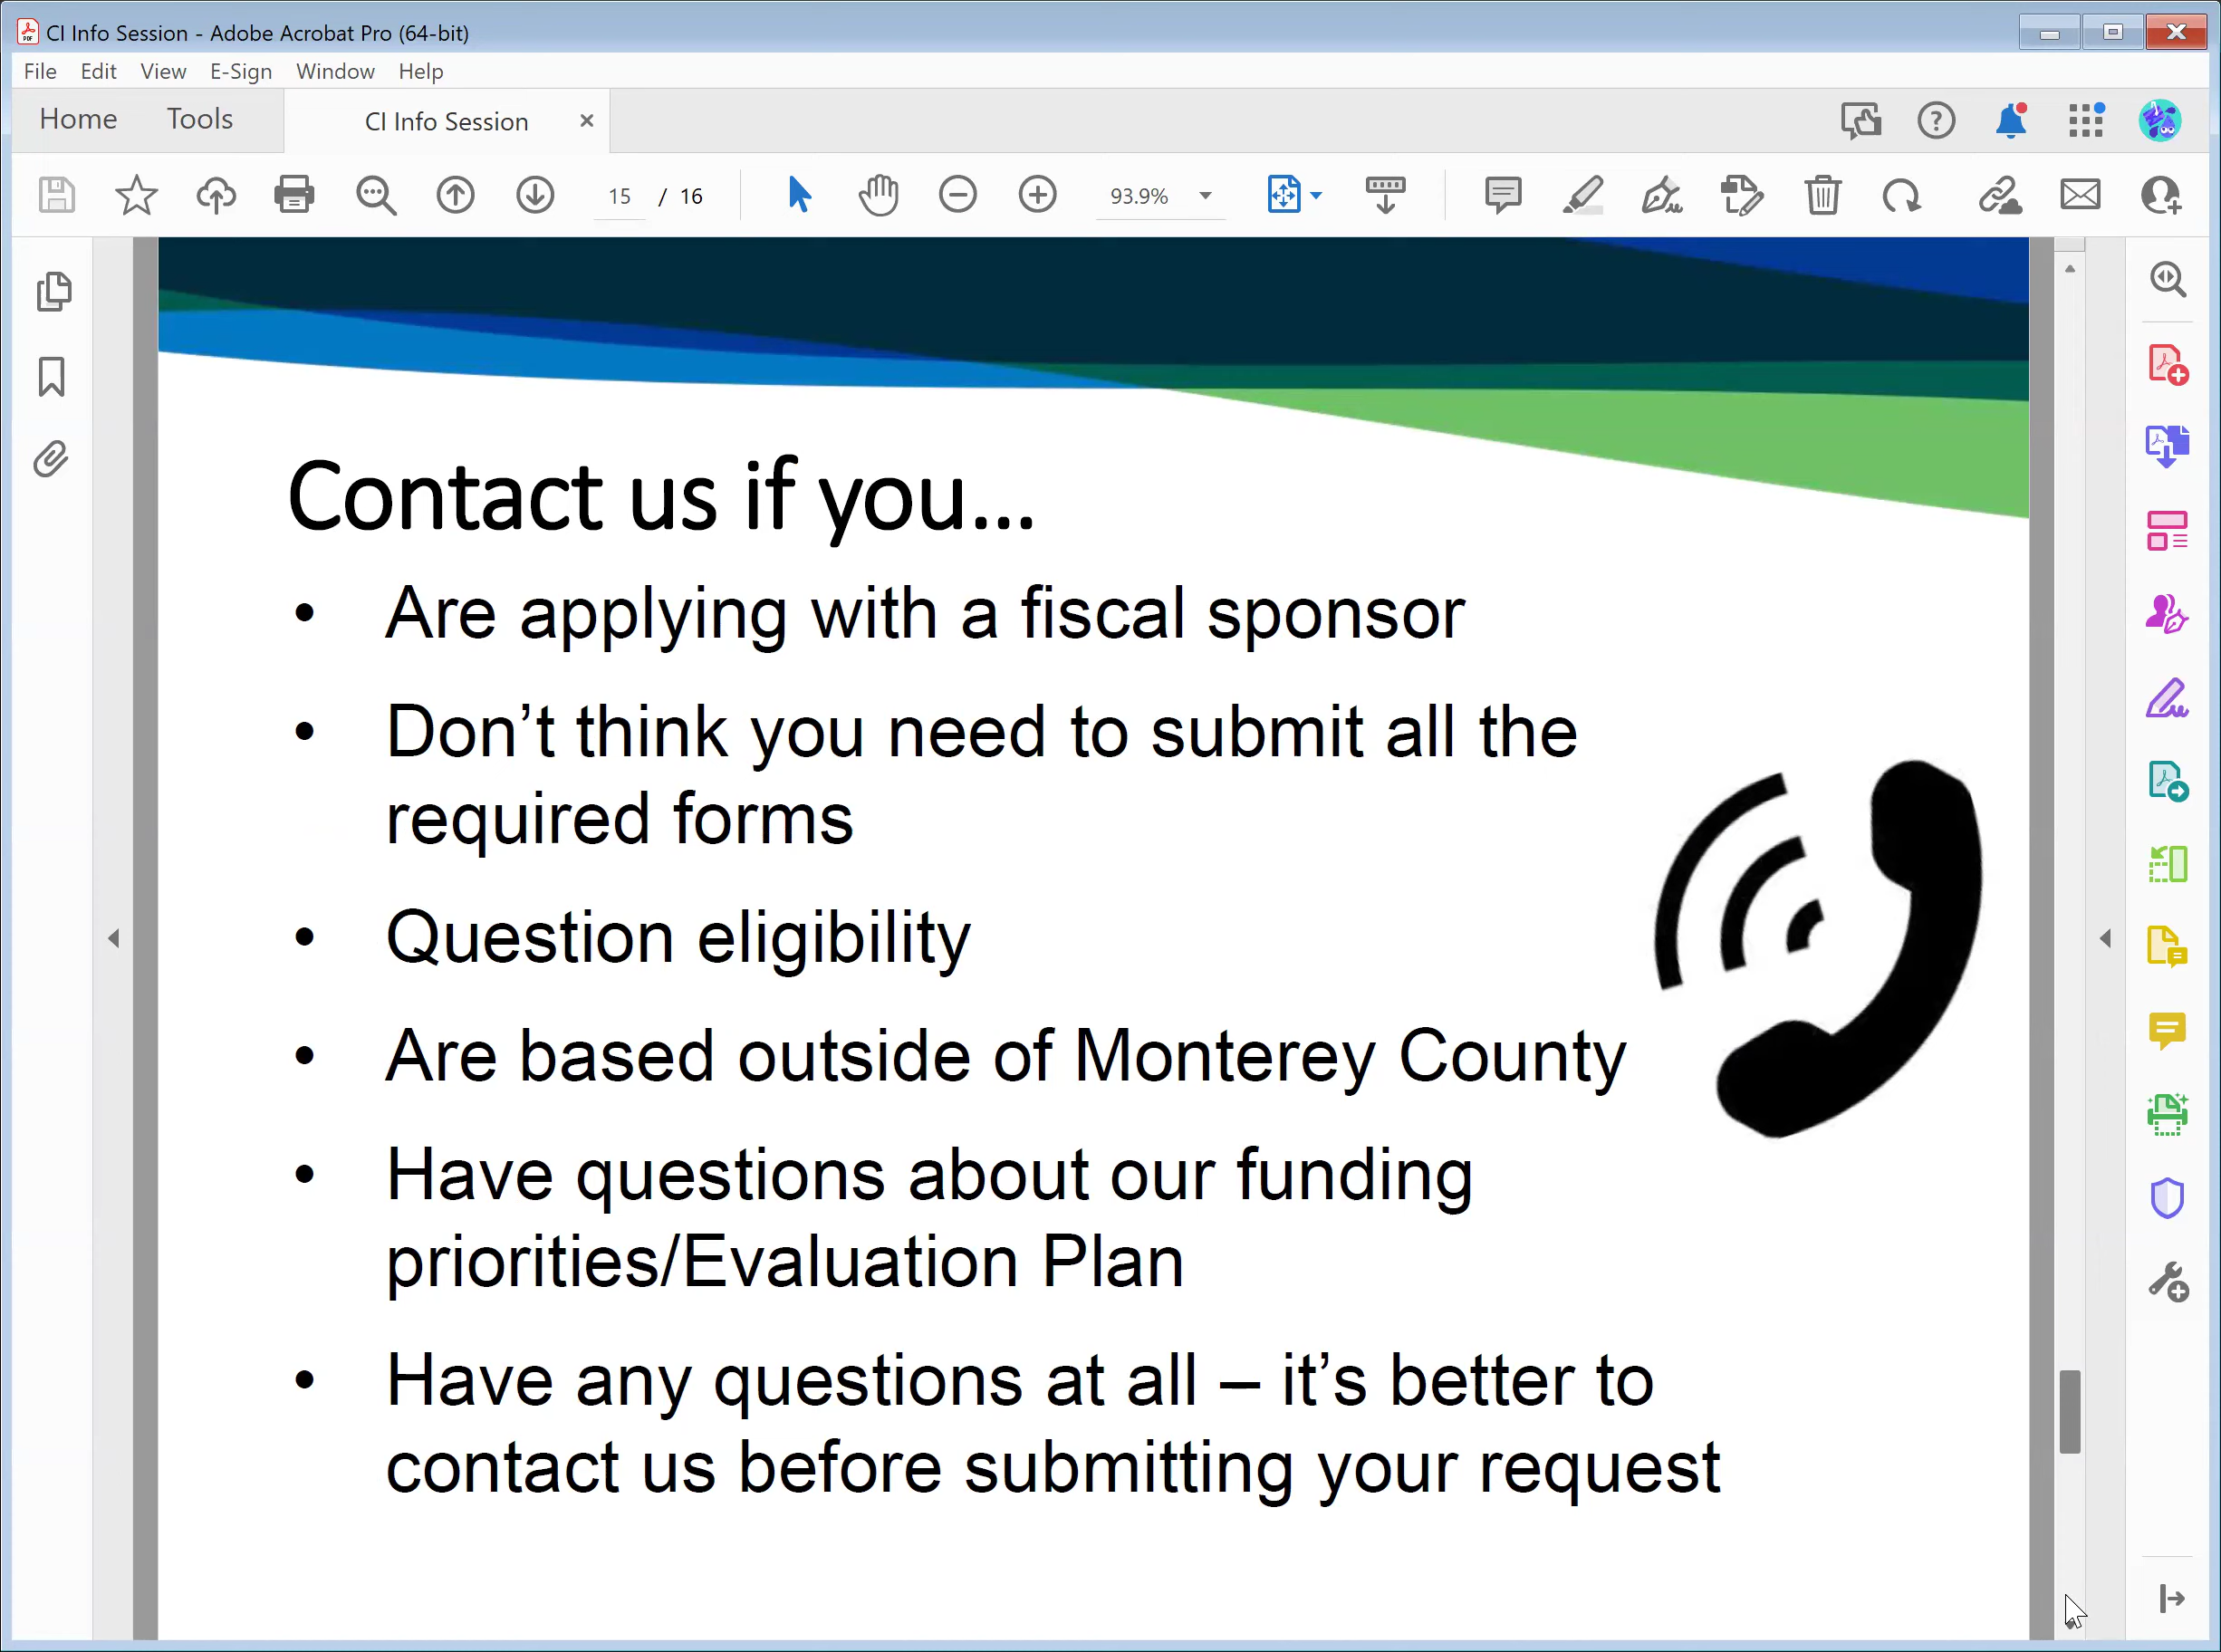 CI Info Session - Adobe Acrobat Pro (64-bit)
File Edit View E-Sign Window Help
Home Tools CI Info Session
15 / 16 93.9%
Contact us if you...
• Are applying with a fiscal sponsor
• Don’t think you need to submit all the
required forms
• Question eligibility
• Are based outside of Monterey County
• Have questions about our funding
priorities/Evaluation Plan
• Have any questions at all – it’s better to
contact us before submitting your request